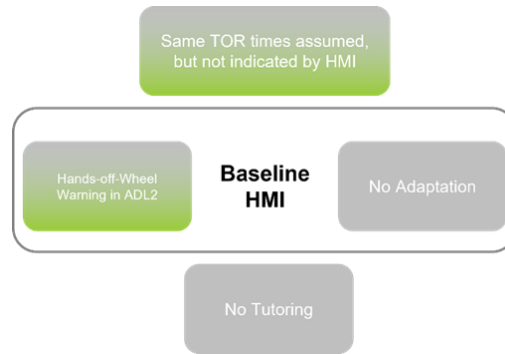 Same TOR times assumed,
but not indicated by HMI
Hands-off-Wheel
Warning in ADL2
Baseline
HMI
No Adaptation
No Tutoring